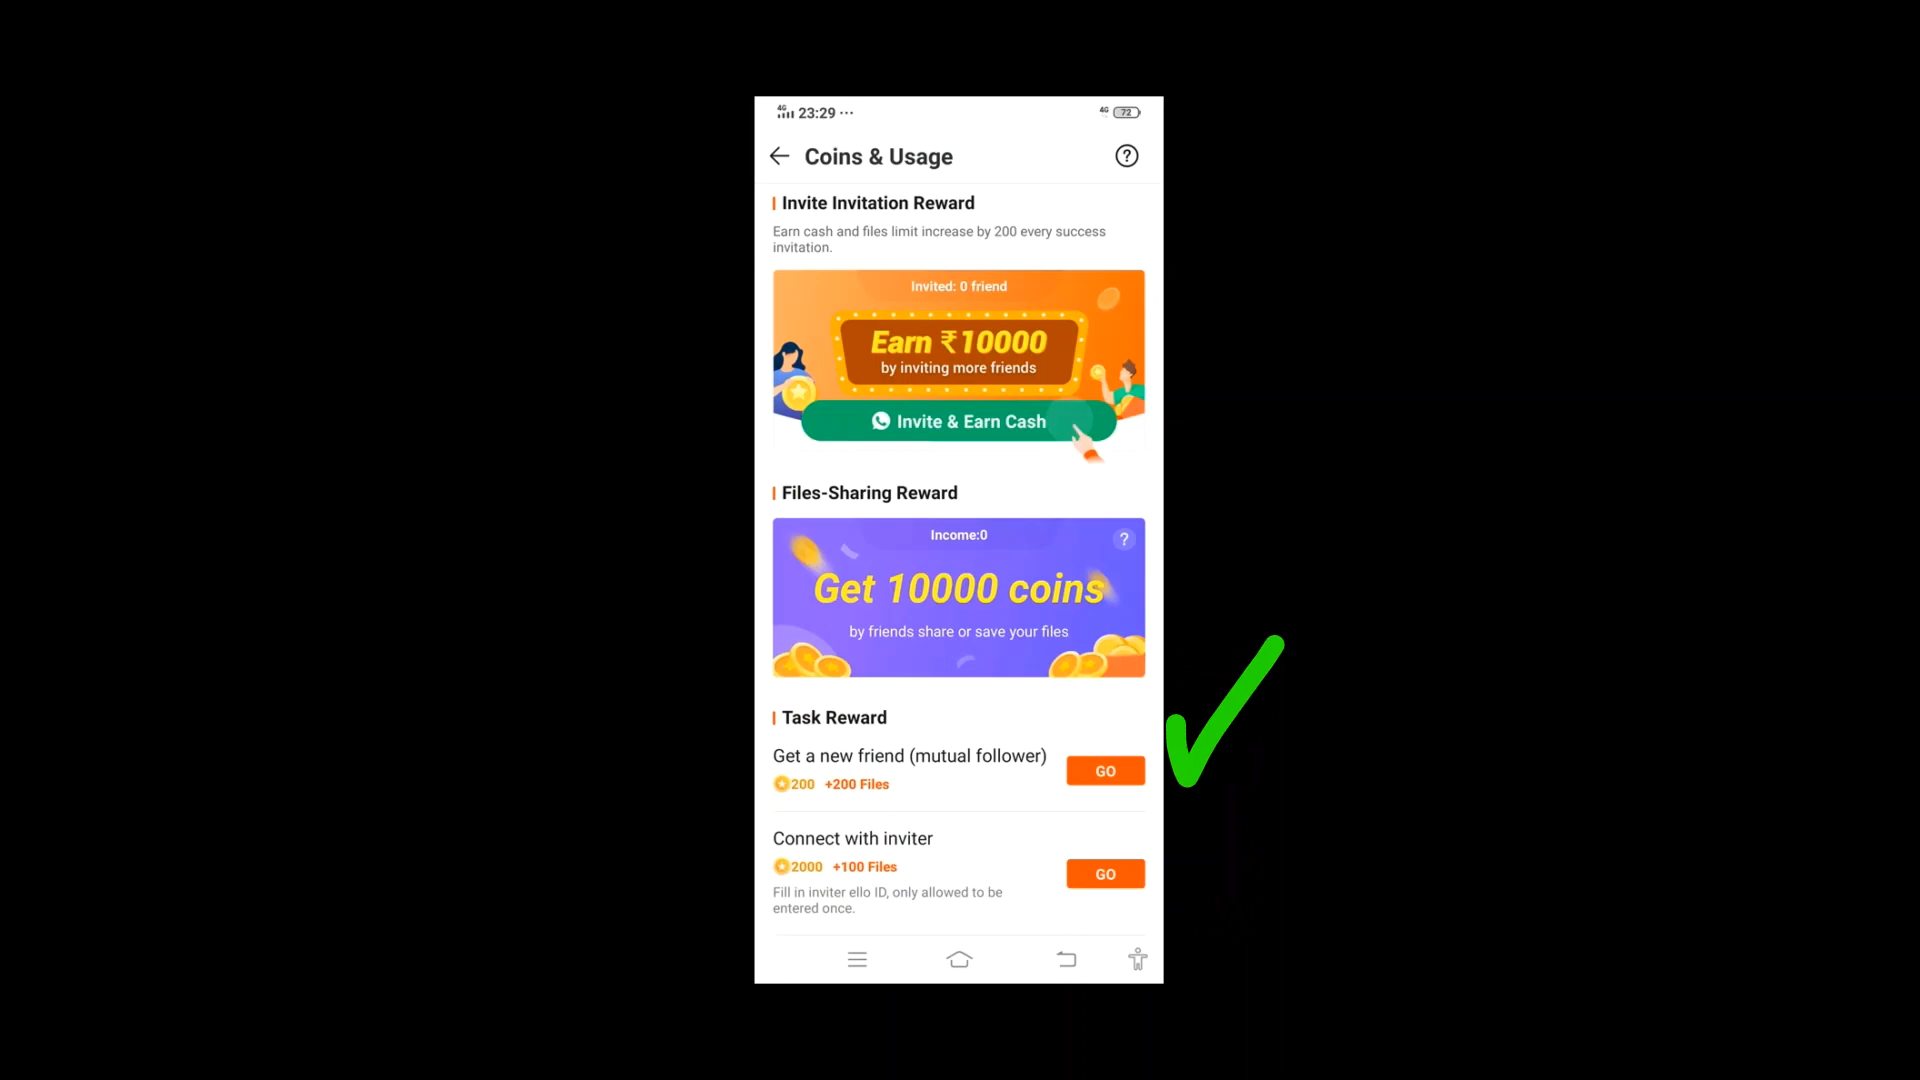 4G 23:29 ...
4G 72
Coins & Usage
?
Invite Invitation Reward
Earn cash and files limit increase by 200 every success
invitation.
Invited: 0 friend
Earn ₹10000
by inviting more friends
Invite & Earn Cash
Files-Sharing Reward
Income:0
?
Get 10000 coins
by friends share or save your files
Task Reward
Get a new friend (mutual follower)
200 +200 Files
GO
Connect with inviter
2000 +100 Files
GO
Fill in inviter ello ID, only allowed to be
entered once.